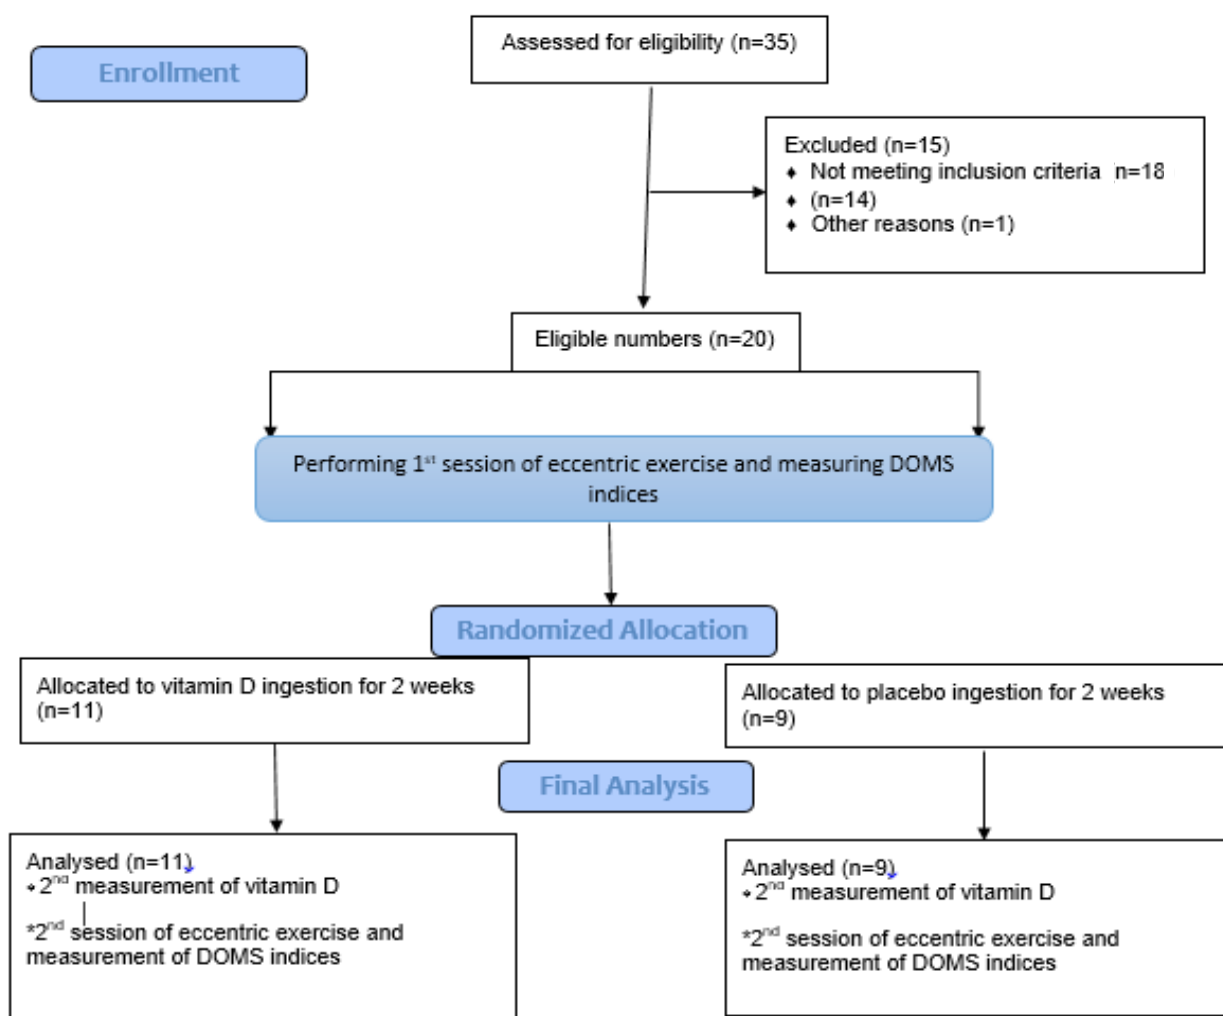 Assessed for eligibility (n=35)
Enrollment
Excluded (n=15)
♦ Not meeting inclusion criteria n=18
♦ (n=14)
♦ Other reasons (n=1)
Eligible numbers (n=20)
Performing 1st session of eccentric exercise and measuring DOMS
indices
Randomized Allocation
Allocated to vitamin D ingestion for 2 weeks
(n=11)
Allocated to placebo ingestion for 2 weeks
(n=9)
Final Analysis
Analysed (n=11)
♦ 2nd measurement of vitamin D
*2nd session of eccentric exercise and
measurement of DOMS indices
Analysed (n=9)
♦ 2nd measurement of vitamin D
*2nd session of eccentric exercise and
measurement of DOMS indices